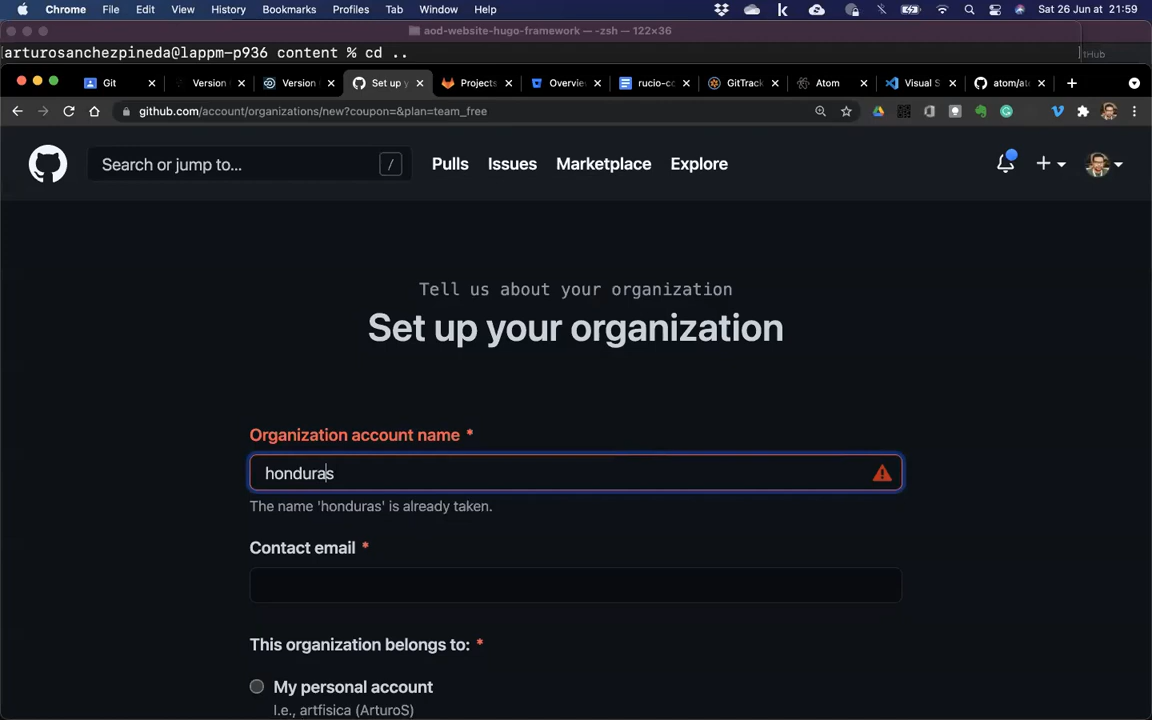 Chrome File Edit View History Bookmarks Profiles Tab Window Help Sat 26 Jun at 21:59
aod-website-hugo-framework — -zsh — 122×36
arturosanchezpineda@lappm-p936 content % cd ..
Git Version Version Set up y Projects Overvie rucio-co GitTrack Atom Visual S atom/at
github.com/account/organizations/new?coupon=&plan=team_free
Search or jump to... / Pulls Issues Marketplace Explore
Tell us about your organization
Set up your organization
Organization account name *
honduras
The name 'honduras' is already taken.
Contact email *
This organization belongs to: *
My personal account
I.e., artfisica (ArturoS)